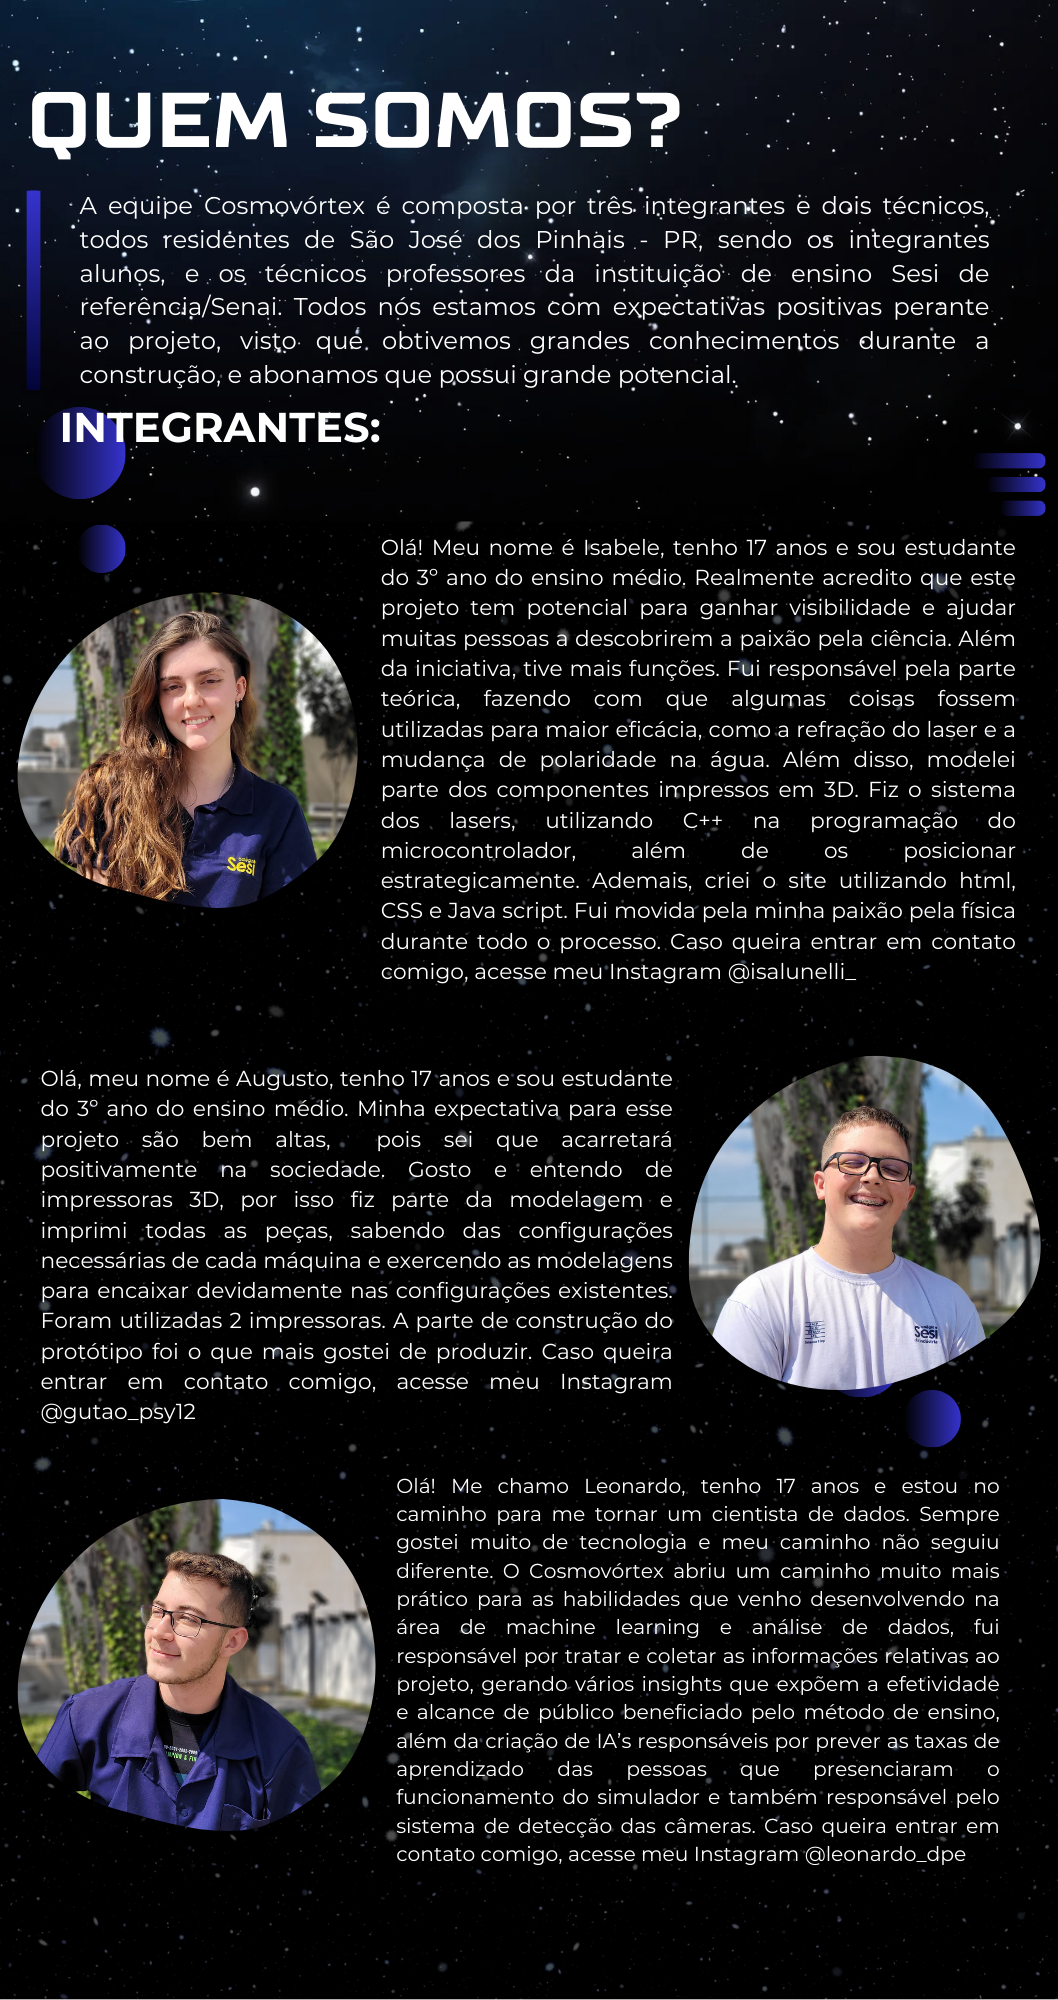 QUEM SOMOS?
A equipe Cosmovórtex é composta por três integrantes e dois técnicos,
todos residentes de São José dos Pinhais - PR, sendo os integrantes
alunos, e os técnicos professores da instituição de ensino Sesi de
referência/Senai. Todos nós estamos com expectativas positivas perante
ao projeto, visto que obtivemos grandes conhecimentos durante a
construção, e abonamos que possui grande potencial.
INTEGRANTES:
Olá! Meu nome é Isabele, tenho 17 anos e sou estudante
do 3º ano do ensino médio. Realmente acredito que este
projeto tem potencial para ganhar visibilidade e ajudar
muitas pessoas a descobrirem a paixão pela ciência. Além
da iniciativa, tive mais funções. Fui responsável pela parte
teórica, fazendo com que algumas coisas fossem
utilizadas para maior eficácia, como a refração do laser e a
mudança de polaridade na água. Além disso, modelei
parte dos componentes impressos em 3D. Fiz o sistema
dos lasers, utilizando C++ na programação do
microcontrolador, além de os posicionar
estrategicamente. Ademais, criei o site utilizando html,
CSS e Java script. Fui movida pela minha paixão pela física
durante todo o processo. Caso queira entrar em contato
comigo, acesse meu Instagram @isalunelli_
Sesi
Olá, meu nome é Augusto, tenho 17 anos e sou estudante
do 3º ano do ensino médio. Minha expectativa para esse
projeto são bem altas, pois sei que acarretará
positivamente na sociedade. Gosto e entendo de
impressoras 3D, por isso fiz parte da modelagem e
imprimi todas as peças, sabendo das configurações
necessárias de cada máquina e exercendo as modelagens
para encaixar devidamente nas configurações existentes.
Foram utilizadas 2 impressoras. A parte de construção do
protótipo foi o que mais gostei de produzir. Caso queira
entrar em contato comigo, acesse meu Instagram
@gutao_psy12
Sesi
Olá! Me chamo Leonardo, tenho 17 anos e estou no
caminho para me tornar um cientista de dados. Sempre
gostei muito de tecnologia e meu caminho não seguiu
diferente. O Cosmovórtex abriu um caminho muito mais
prático para as habilidades que venho desenvolvendo na
área de machine learning e análise de dados, fui
responsável por tratar e coletar as informações relativas ao
projeto, gerando vários insights que expõem a efetividade
e alcance de público beneficiado pelo método de ensino,
além da criação de IA’s responsáveis por prever as taxas de
aprendizado das pessoas que presenciaram o
funcionamento do simulador e também responsável pelo
sistema de detecção das câmeras. Caso queira entrar em
contato comigo, acesse meu Instagram @leonardo_dpe